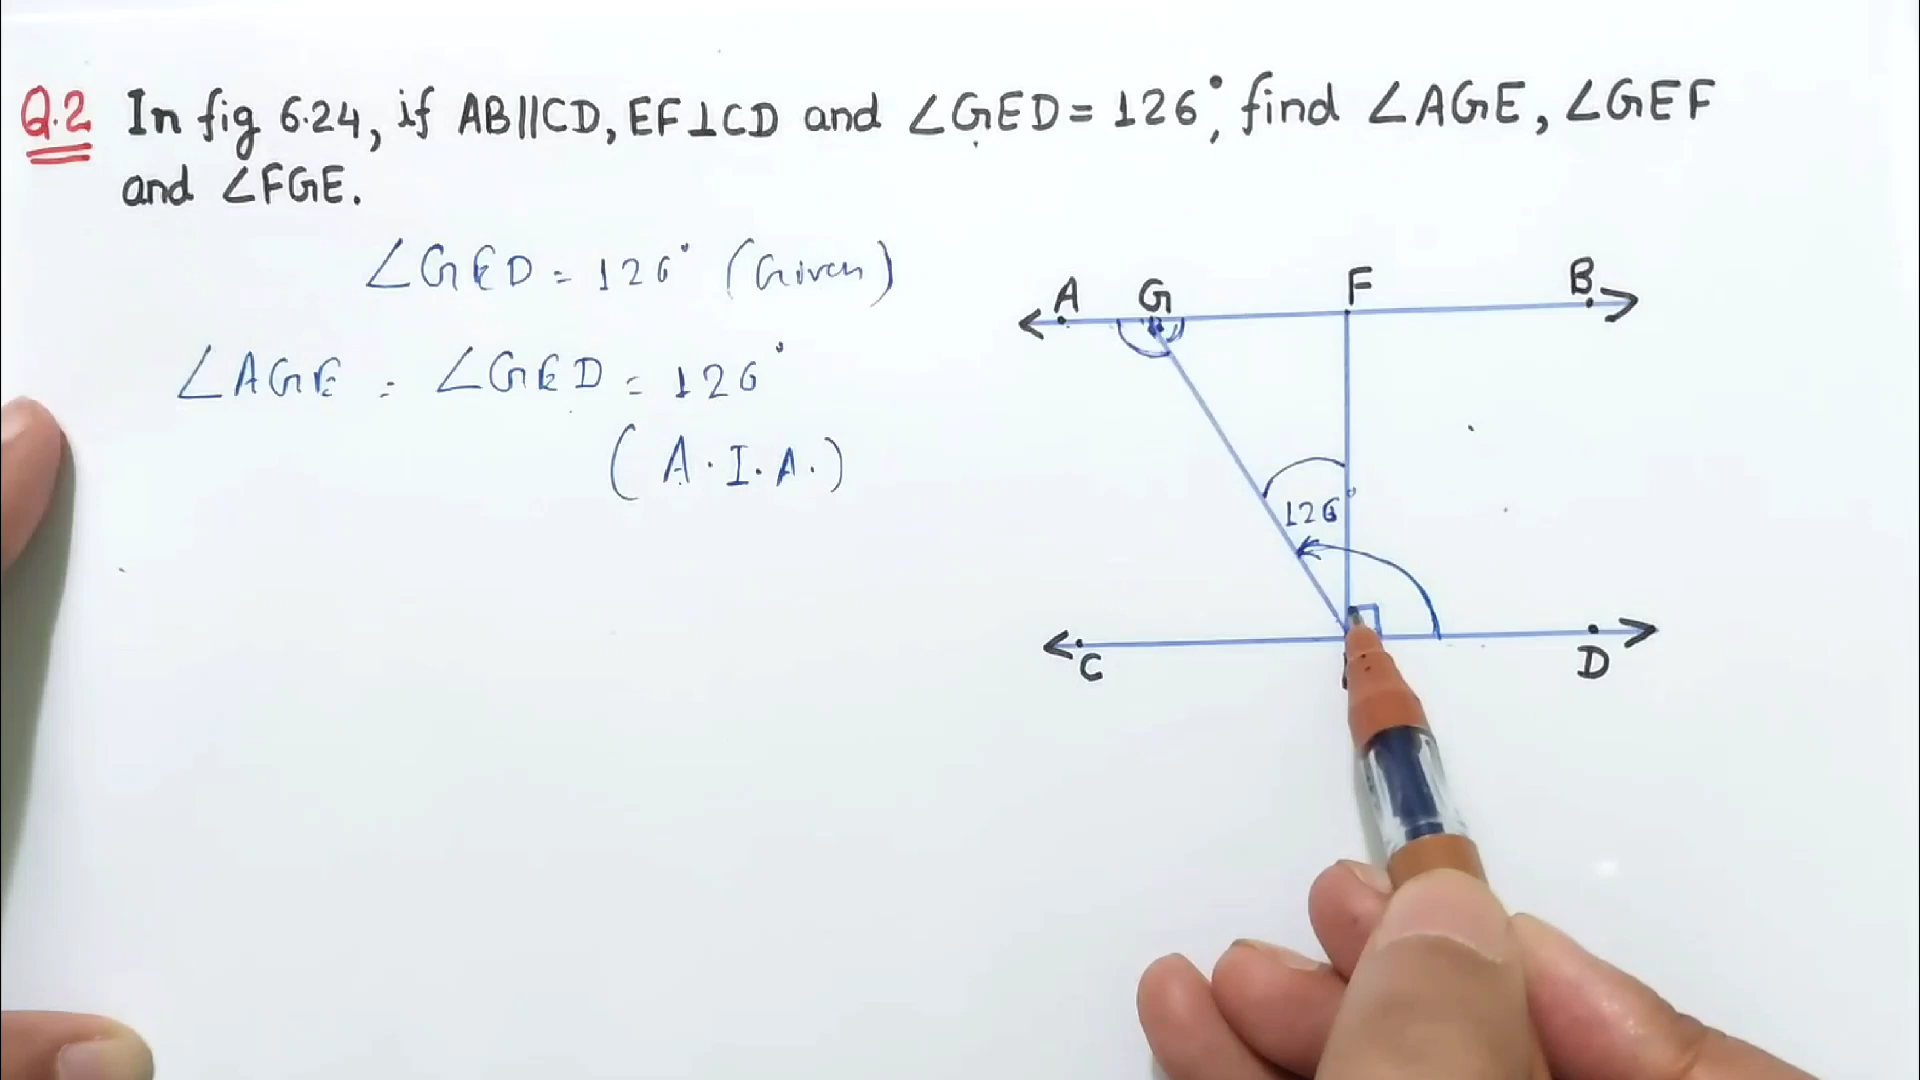 Q.2 In fig 6.24, if AB||CD, EF⊥CD and ∠GED = 126°, find ∠AGE, ∠GEF
and ∠FGE.
∠GED = 126° (Given)
∠AGE = ∠GED = 126°
(A.I.A.)
A G F B
126°
C D